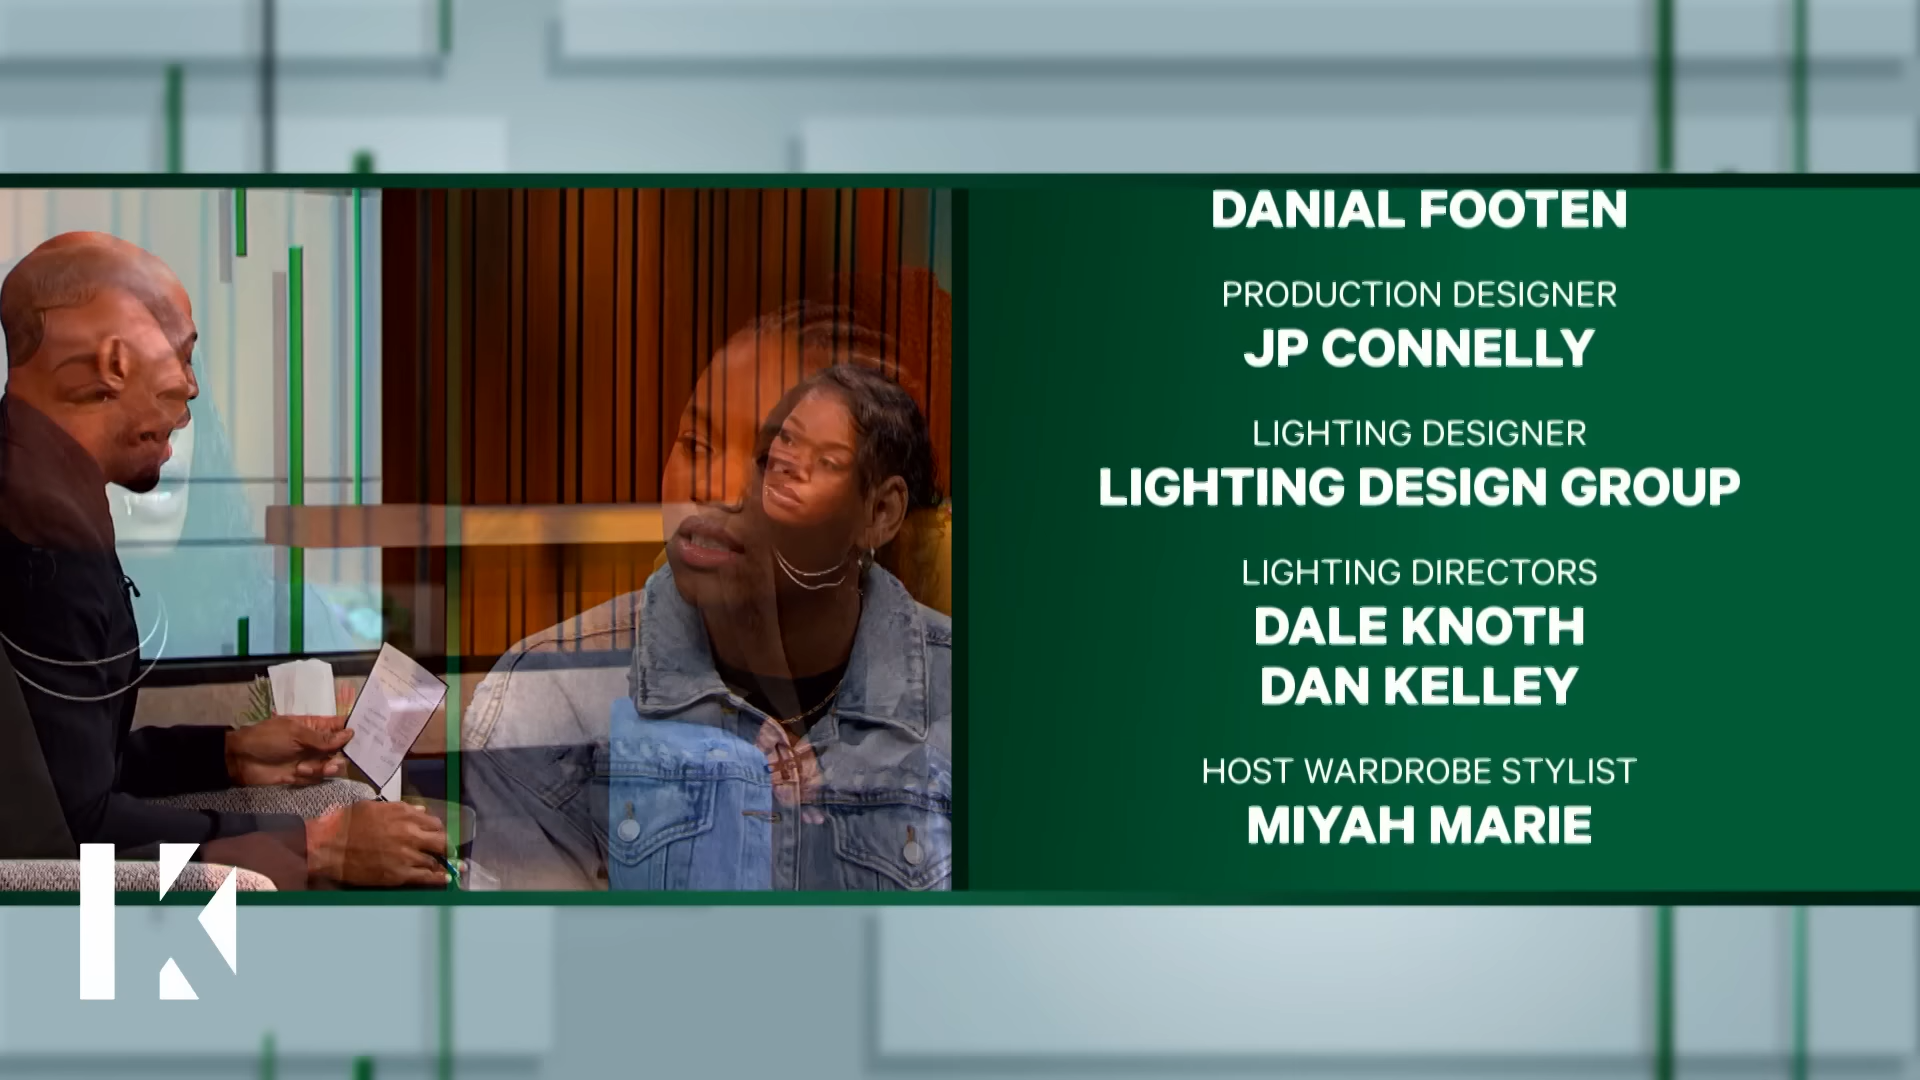 DANIAL FOOTEN
PRODUCTION DESIGNER
JP CONNELLY
LIGHTING DESIGNER
LIGHTING DESIGN GROUP
LIGHTING DIRECTORS
DALE KNOTH
DAN KELLEY
HOST WARDROBE STYLIST
MIYAH MARIE
K